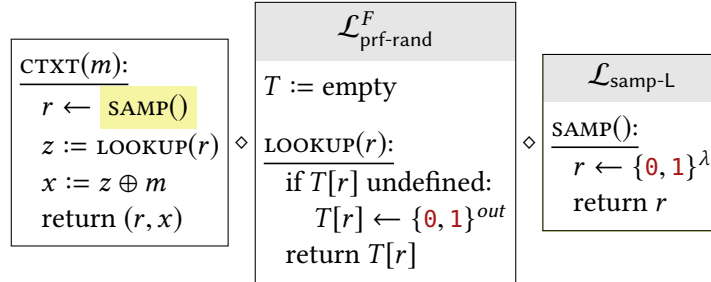 CTXT(m):
r ← SAMP()
z := LOOKUP(r)
x := z ⊕ m
return (r, x)
⋄
𝓛^F_prf-rand
T := empty
LOOKUP(r):
if T[r] undefined:
T[r] ← {0, 1}^out
return T[r]
⋄
𝓛_samp-L
SAMP():
r ← {0, 1}^λ
return r